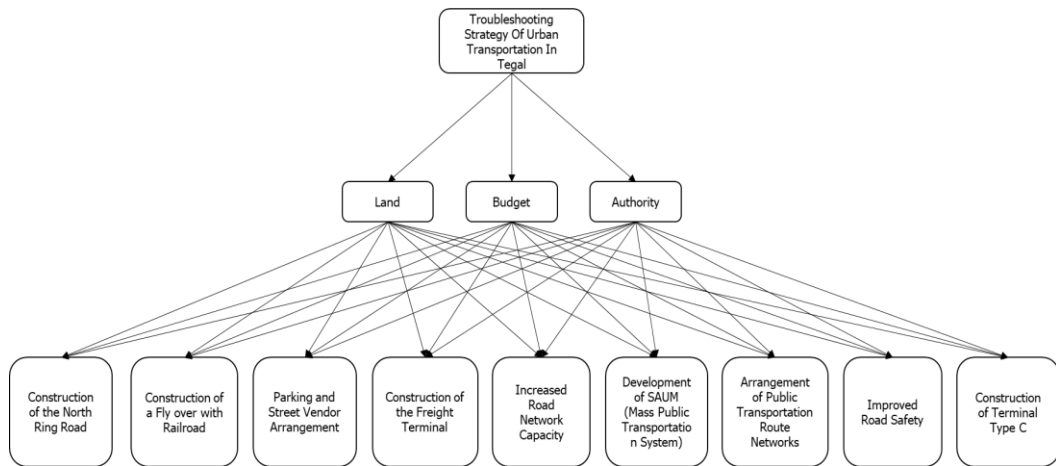 Troubleshooting
Strategy Of Urban
Transportation In
Tegal
Land
Budget
Authority
Construction
of the North
Ring Road
Construction of
a Fly over with
Railroad
Parking and
Street Vendor
Arrangement
Construction of
the Freight
Terminal
Increased
Road
Network
Capacity
Development
of SAUM
(Mass Public
Transportatio
n System)
Arrangement
of Public
Transportation
Route
Networks
Improved
Road Safety
Construction
of Terminal
Type C